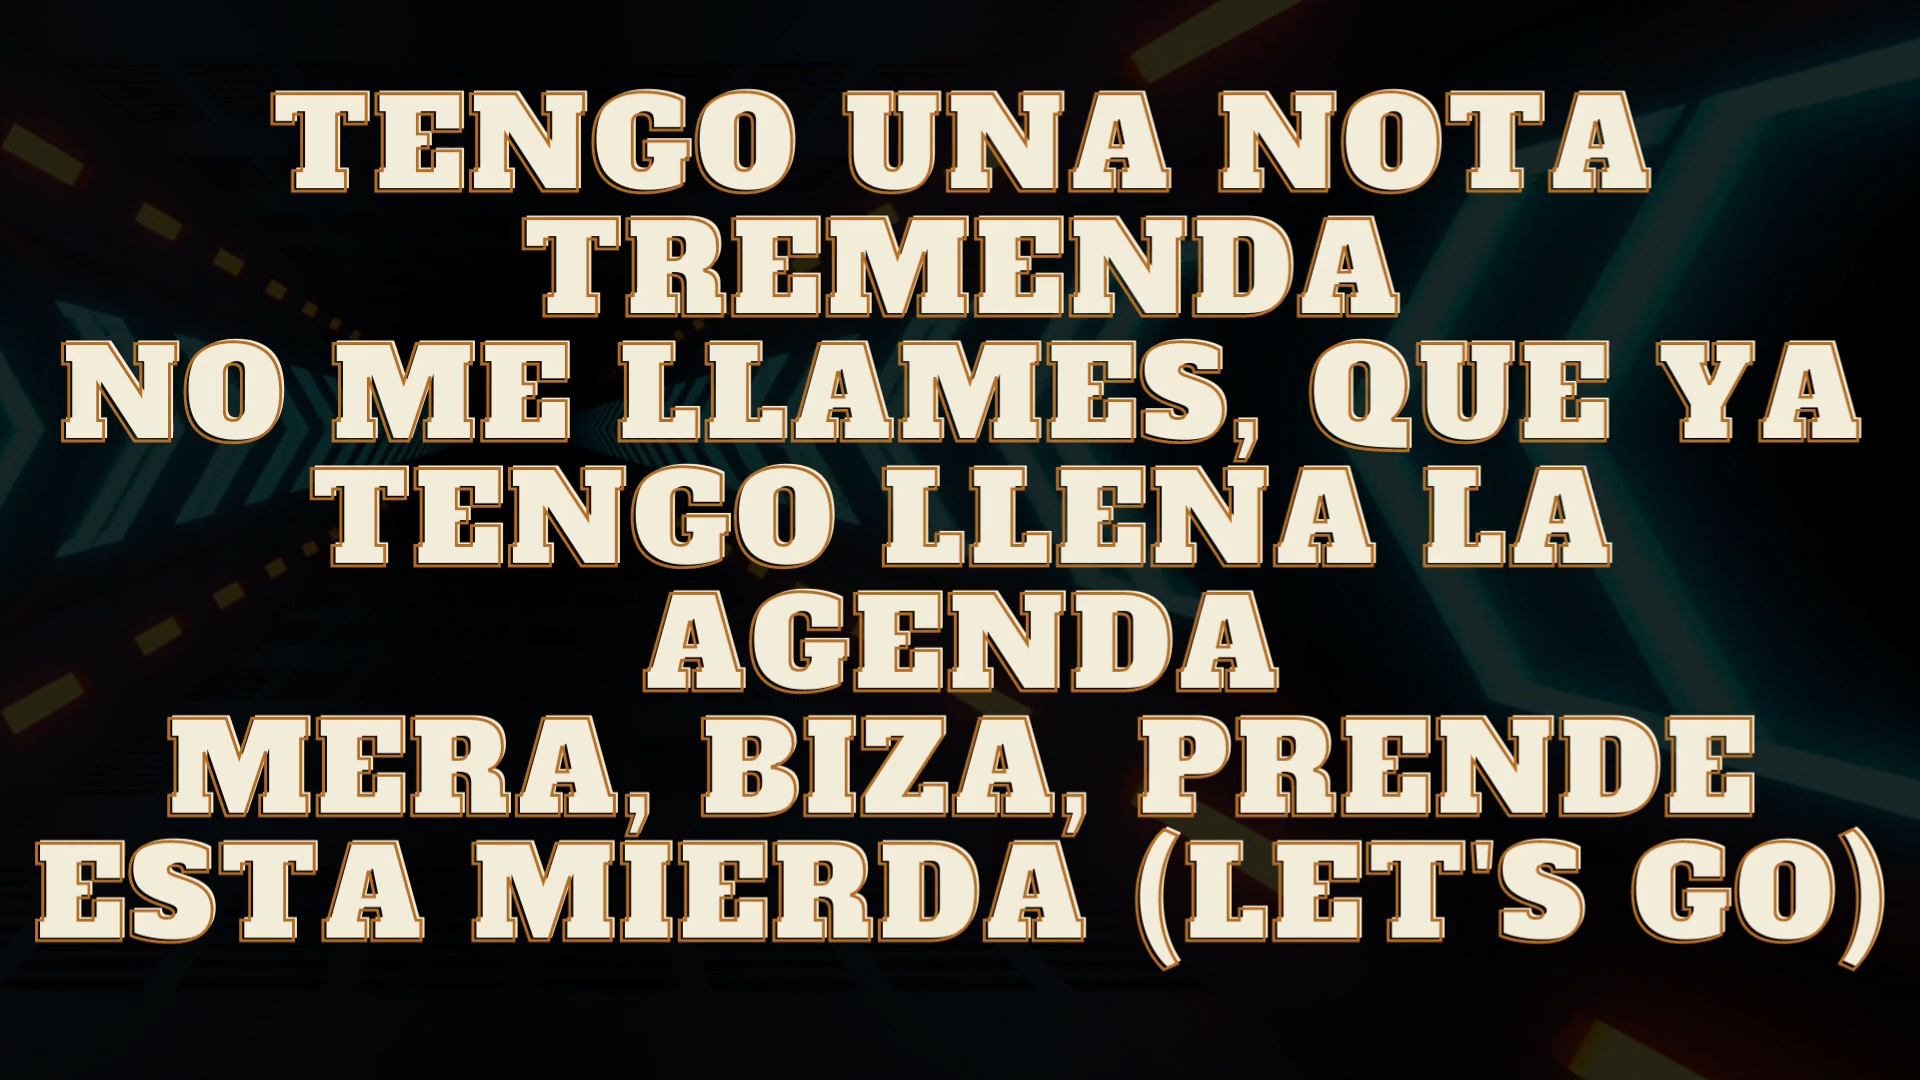 TENGO UNA NOTA
TREMENDA
NO ME LLAMES, QUE YA
TENGO LLENA LA
AGENDA
MERA, BIZA, PRENDE
ESTA MIERDA (LET'S GO)